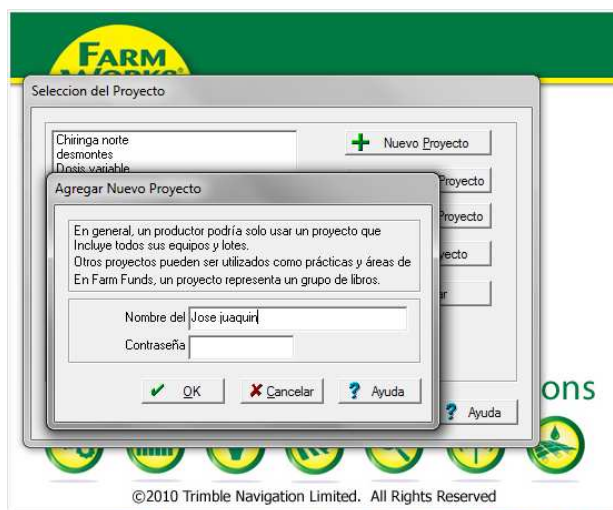 FARM
WORKS
Seleccion del Proyecto
Chiringa norte
desmontes
Dosis variable
Nuevo Proyecto
Proyecto
Proyecto
yecto
ar
Agregar Nuevo Proyecto
En general, un productor podría solo usar un proyecto que
Incluye todos sus equipos y lotes.
Otros proyectos pueden ser utilizados como prácticas y áreas de
En Farm Funds, un proyecto representa un grupo de libros.
Nombre del Jose juaquin
Contraseña
OK Cancelar ? Ayuda
ons
? Ayuda
©2010 Trimble Navigation Limited. All Rights Reserved